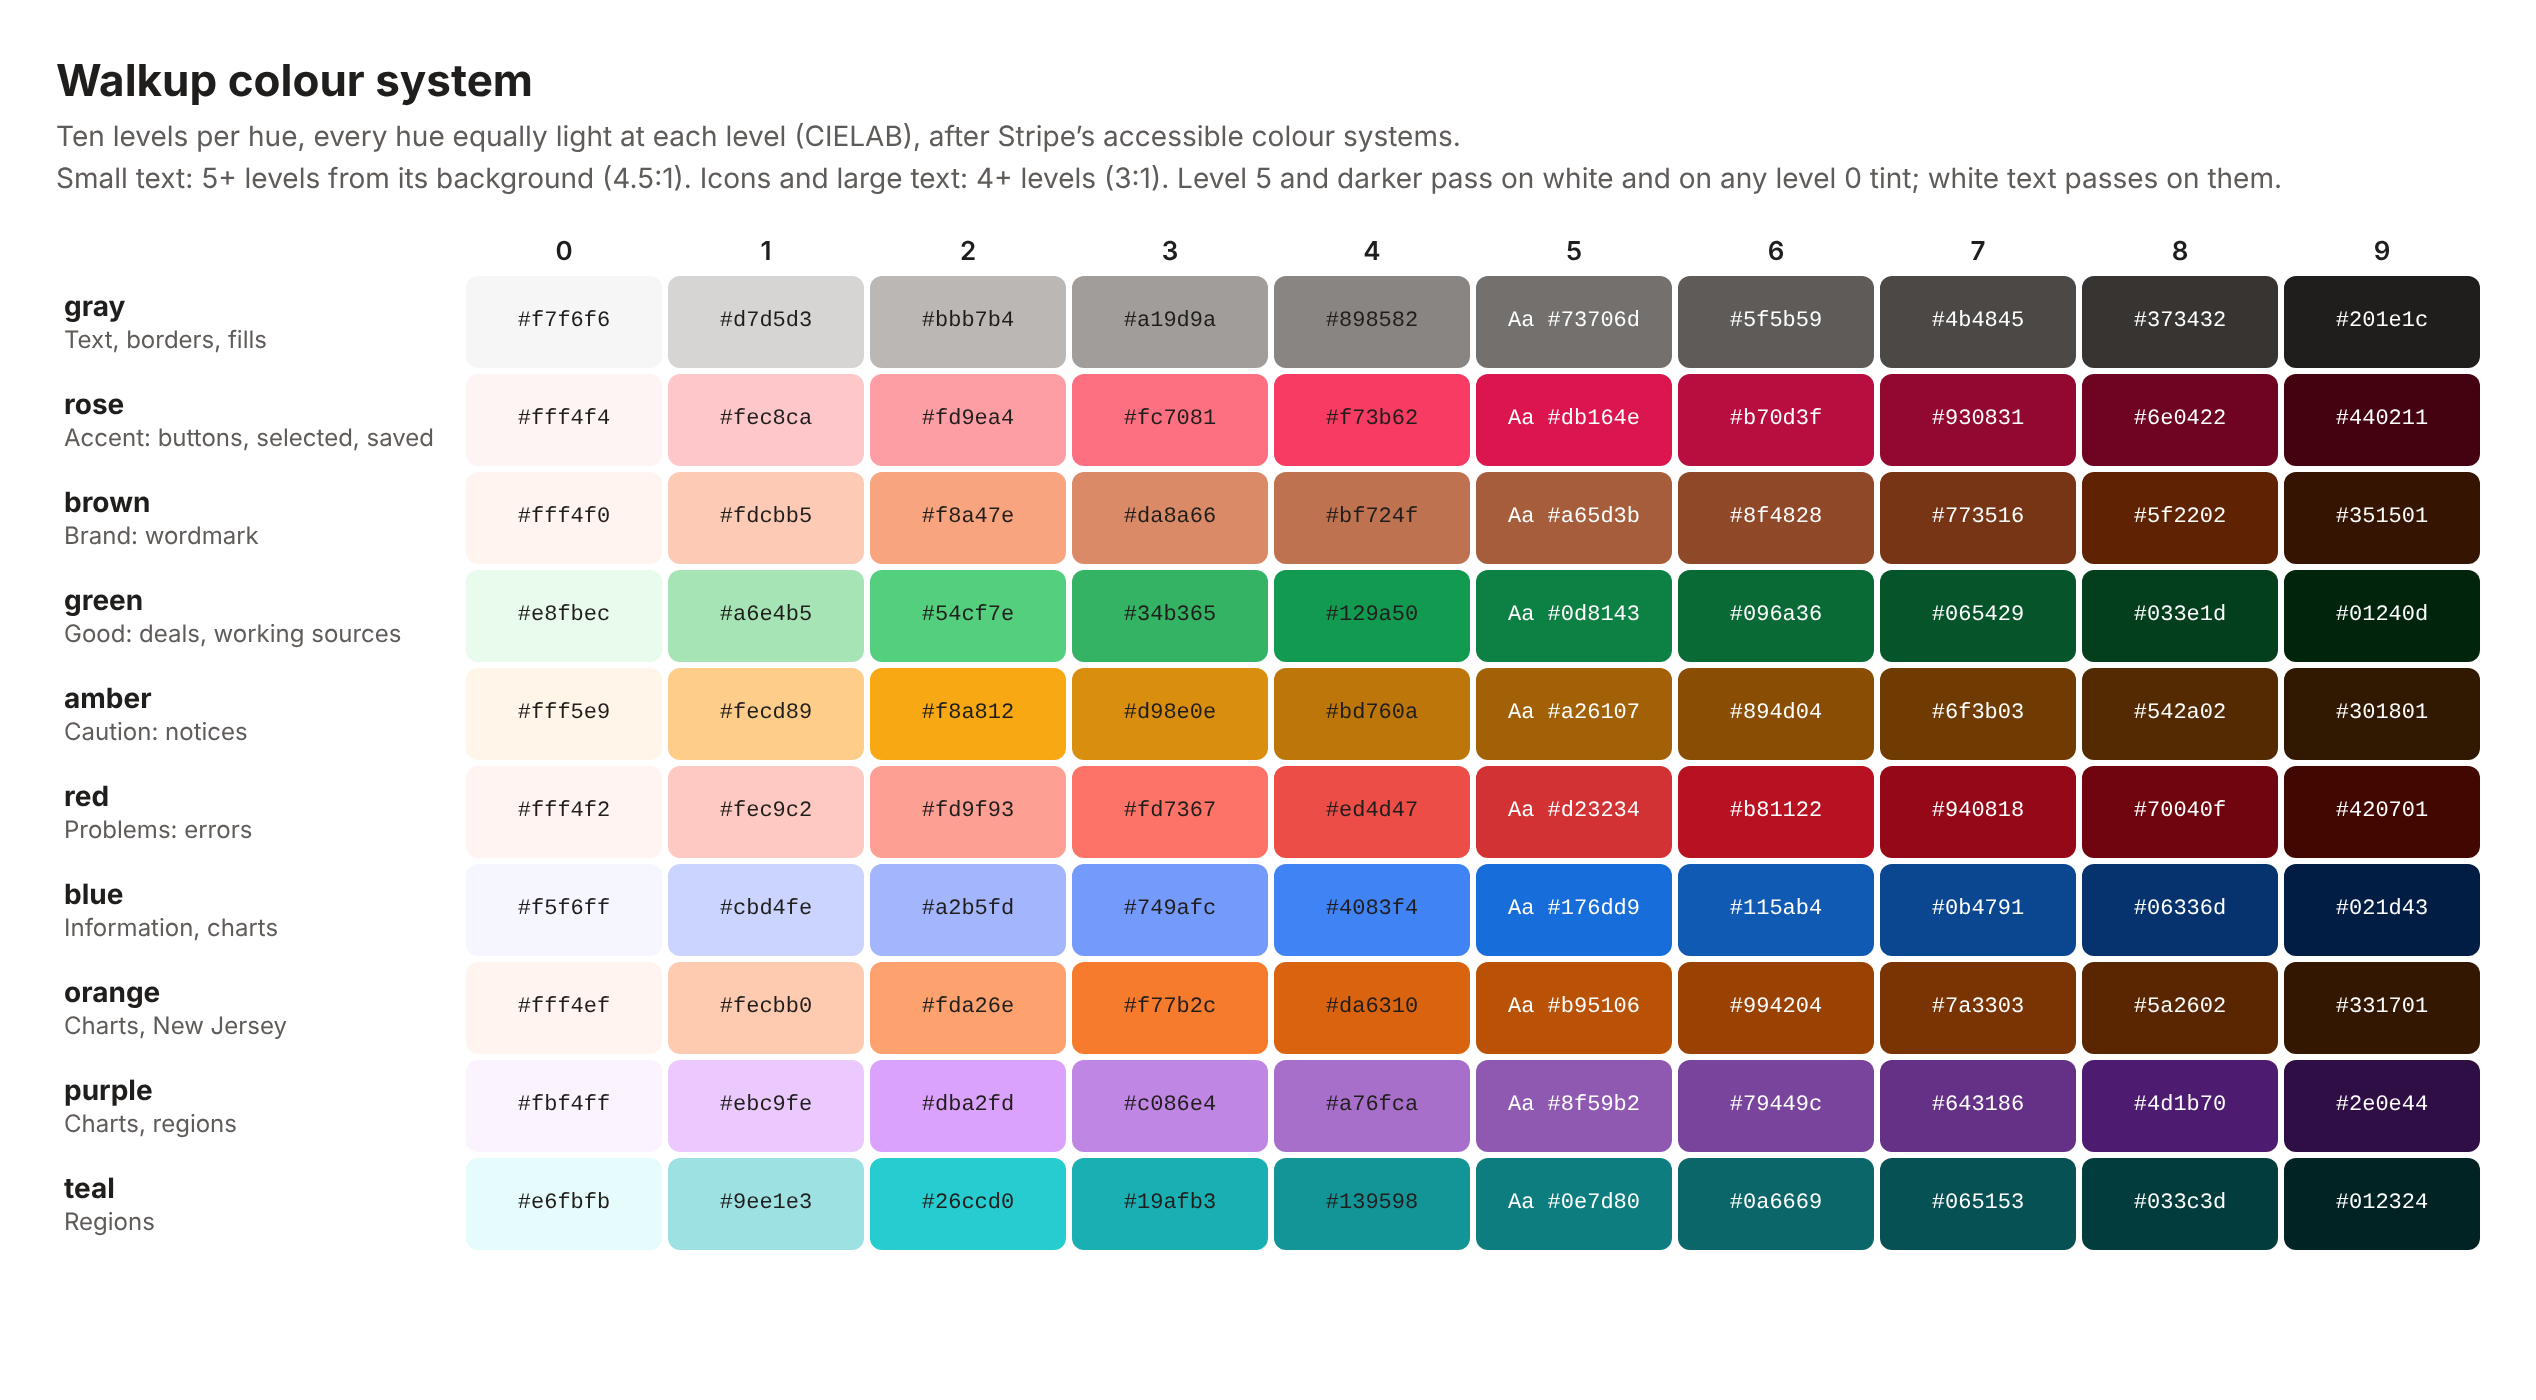 Walkup colour system
Ten levels per hue, every hue equally light at each level (CIELAB), after Stripe’s accessible colour systems.
Small text: 5+ levels from its background (4.5:1). Icons and large text: 4+ levels (3:1). Level 5 and darker pass on white and on any level 0 tint; white text passes on them.
0 1 2 3 4 5 6 7 8 9
gray
#f7f6f6 #d7d5d3 #bbb7b4 #a19d9a #898582 Aa #73706d #5f5b59 #4b4845 #373432 #201e1c
Text, borders, fills
rose
#fff4f4 #fec8ca #fd9ea4 #fc7081 #f73b62 Aa #db164e #b70d3f #930831 #6e0422 #440211
Accent: buttons, selected, saved
brown
#fff4f0 #fdcbb5 #f8a47e #da8a66 #bf724f Aa #a65d3b #8f4828 #773516 #5f2202 #351501
Brand: wordmark
green
#e8fbec #a6e4b5 #54cf7e #34b365 #129a50 Aa #0d8143 #096a36 #065429 #033e1d #01240d
Good: deals, working sources
amber
#fff5e9 #fecd89 #f8a812 #d98e0e #bd760a Aa #a26107 #894d04 #6f3b03 #542a02 #301801
Caution: notices
red
#fff4f2 #fec9c2 #fd9f93 #fd7367 #ed4d47 Aa #d23234 #b81122 #940818 #70040f #420701
Problems: errors
blue
#f5f6ff #cbd4fe #a2b5fd #749afc #4083f4 Aa #176dd9 #115ab4 #0b4791 #06336d #021d43
Information, charts
orange
#fff4ef #fecbb0 #fda26e #f77b2c #da6310 Aa #b95106 #994204 #7a3303 #5a2602 #331701
Charts, New Jersey
purple
#fbf4ff #ebc9fe #dba2fd #c086e4 #a76fca Aa #8f59b2 #79449c #643186 #4d1b70 #2e0e44
Charts, regions
teal
#e6fbfb #9ee1e3 #26ccd0 #19afb3 #139598 Aa #0e7d80 #0a6669 #065153 #033c3d #012324
Regions